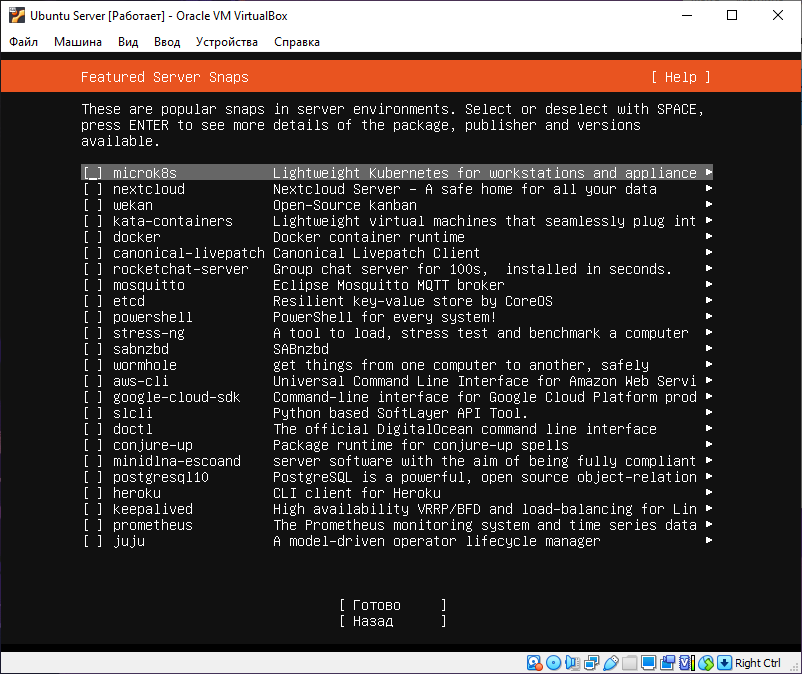 Ubuntu Server [Работает] - Oracle VM VirtualBox
Файл Машина Вид Ввод Устройства Справка
Featured Server Snaps [ Help ]
These are popular snaps in server environments. Select or deselect with SPACE,
press ENTER to see more details of the package, publisher and versions
available.
[ ] microk8s Lightweight Kubernetes for workstations and appliance ▸
[ ] nextcloud Nextcloud Server - A safe home for all your data ▸
[ ] wekan Open-Source kanban ▸
[ ] kata-containers Lightweight virtual machines that seamlessly plug int ▸
[ ] docker Docker container runtime ▸
[ ] canonical-livepatch Canonical Livepatch Client ▸
[ ] rocketchat-server Group chat server for 100s, installed in seconds. ▸
[ ] mosquitto Eclipse Mosquitto MQTT broker ▸
[ ] etcd Resilient key-value store by CoreOS ▸
[ ] powershell PowerShell for every system! ▸
[ ] stress-ng A tool to load, stress test and benchmark a computer ▸
[ ] sabnzbd SABnzbd ▸
[ ] wormhole get things from one computer to another, safely ▸
[ ] aws-cli Universal Command Line Interface for Amazon Web Servi ▸
[ ] google-cloud-sdk Command-line interface for Google Cloud Platform prod ▸
[ ] slcli Python based SoftLayer API Tool. ▸
[ ] doctl The official DigitalOcean command line interface ▸
[ ] conjure-up Package runtime for conjure-up spells ▸
[ ] minidlna-escoand server software with the aim of being fully compliant ▸
[ ] postgresql10 PostgreSQL is a powerful, open source object-relation ▸
[ ] heroku CLI client for Heroku ▸
[ ] keepalived High availability VRRP/BFD and load-balancing for Lin ▸
[ ] prometheus The Prometheus monitoring system and time series data ▸
[ ] juju A model-driven operator lifecycle manager ▸
[ Готово ]
[ Назад ]
Right Ctrl